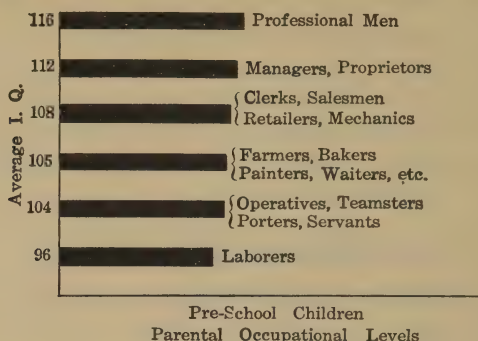 116 Professional Men
112 Managers, Proprietors
Clerks, Salesmen
108
Retailers, Mechanics
Average I. Q.
Farmers, Bakers
105
Painters, Waiters, etc.
Operatives, Teamsters
104
Porters, Servants
96 Laborers
Pre-School Children
Parental Occupational Levels